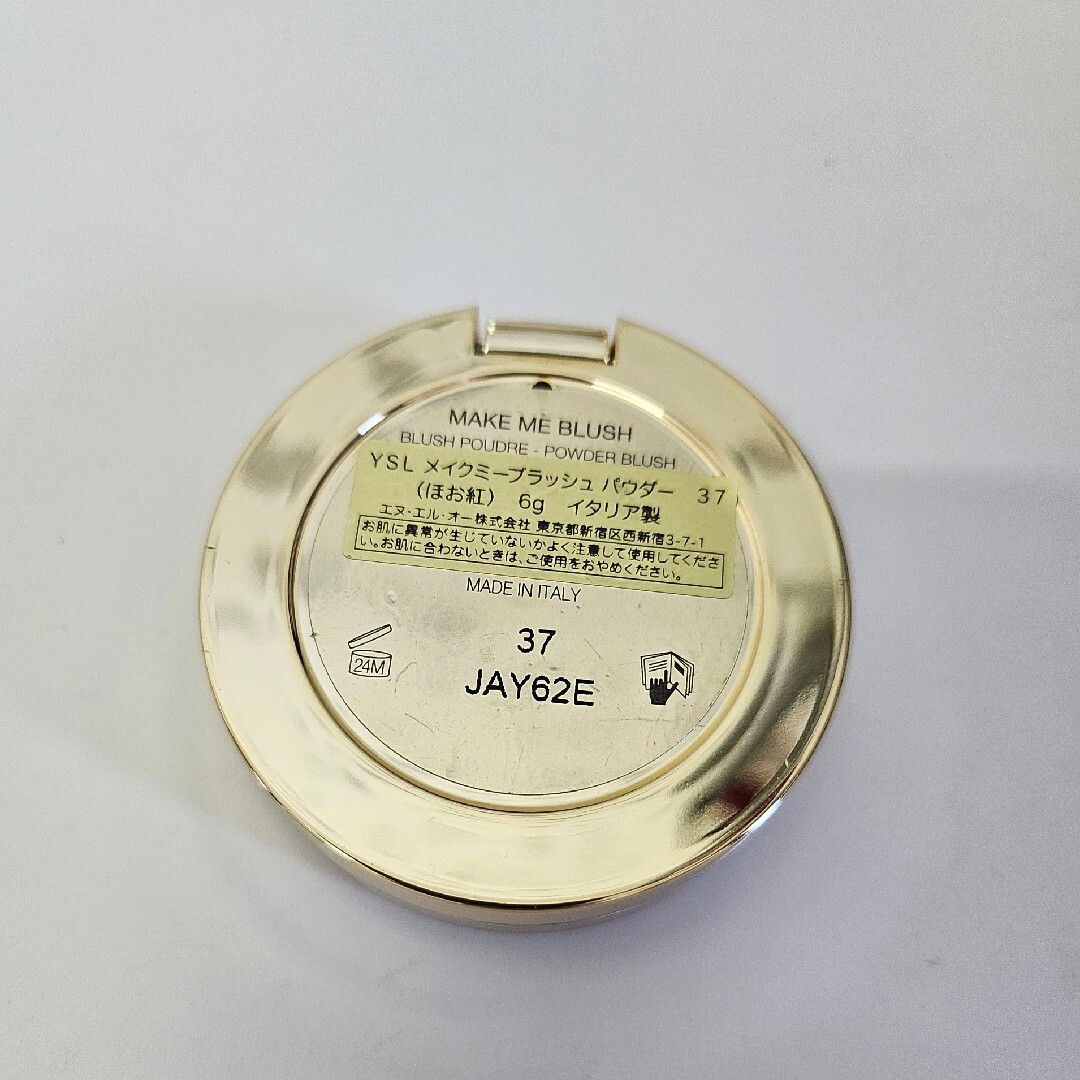 MAKE ME BLUSH
BLUSH POUDRE - POWDER BLUSH
YSL メイクミーブラッシュ パウダー 37
(ほお紅) 6g イタリア製
エヌ・エル・オー株式会社 東京都新宿区西新宿3-7-1
お肌に異常が生じていないかよく注意して使用してくださ
い。お肌に合わないときは、ご使用をおやめください。
MADE IN ITALY
37
24M
JAY62E